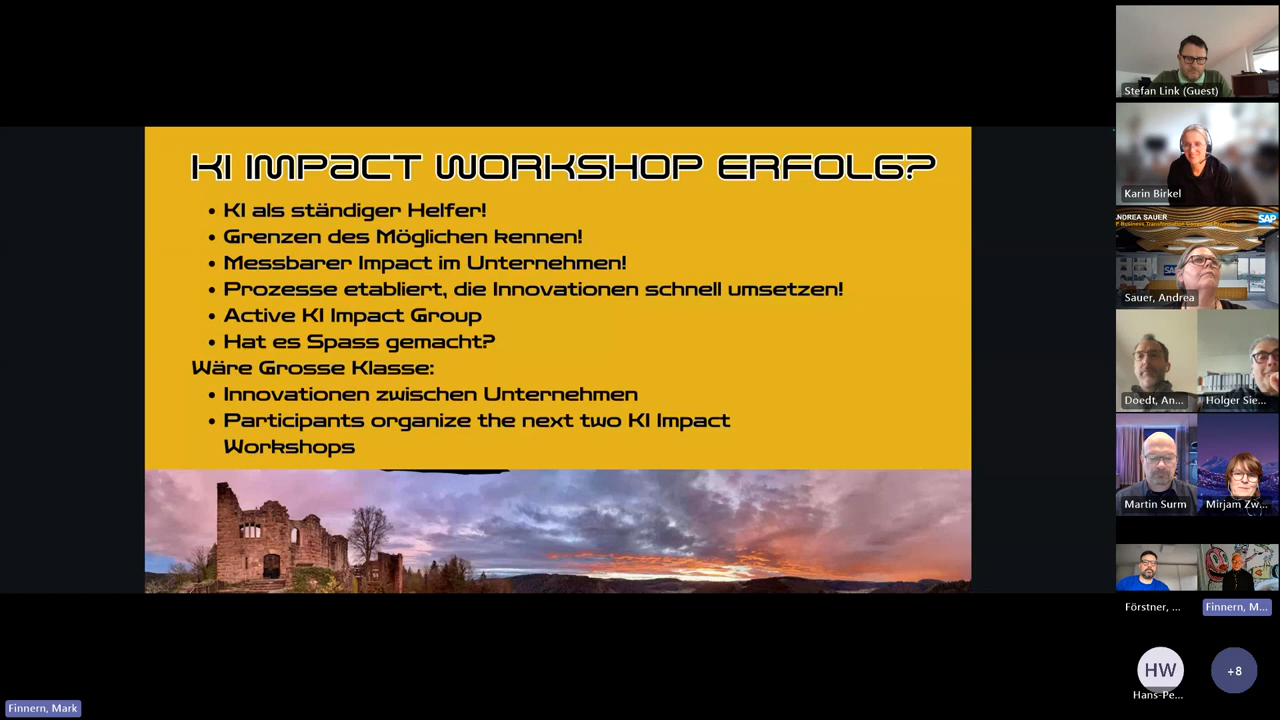 KI IMPACT WORKSHOP ERFOLG?
• KI als ständiger Helfer!
• Grenzen des Möglichen kennen!
• Messbarer Impact im Unternehmen!
• Prozesse etabliert, die Innovationen schnell umsetzen!
• Active KI Impact Group
• Hat es Spass gemacht?
Wäre Grosse Klasse:
• Innovationen zwischen Unternehmen
• Participants organize the next two KI Impact
Workshops
Stefan Link (Guest)
Karin Birkel
NDREA SAUER
SAP
Business Transformation
Sauer, Andrea
Doedt, An...
Holger Sie...
Martin Surm
Mirjam Zw...
Förstner, ...
Finnern, M...
HW
+8
Hans-Pe...
Finnern, Mark